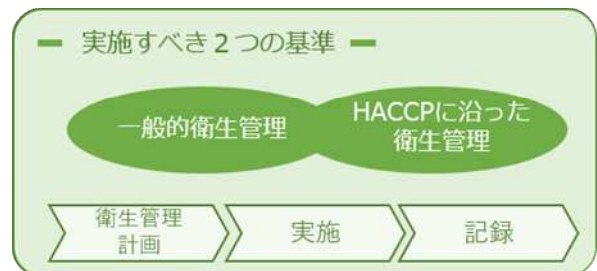 実施すべき2つの基準
一般的衛生管理
HACCPに沿った
衛生管理
衛生管理
計画
実施
記録